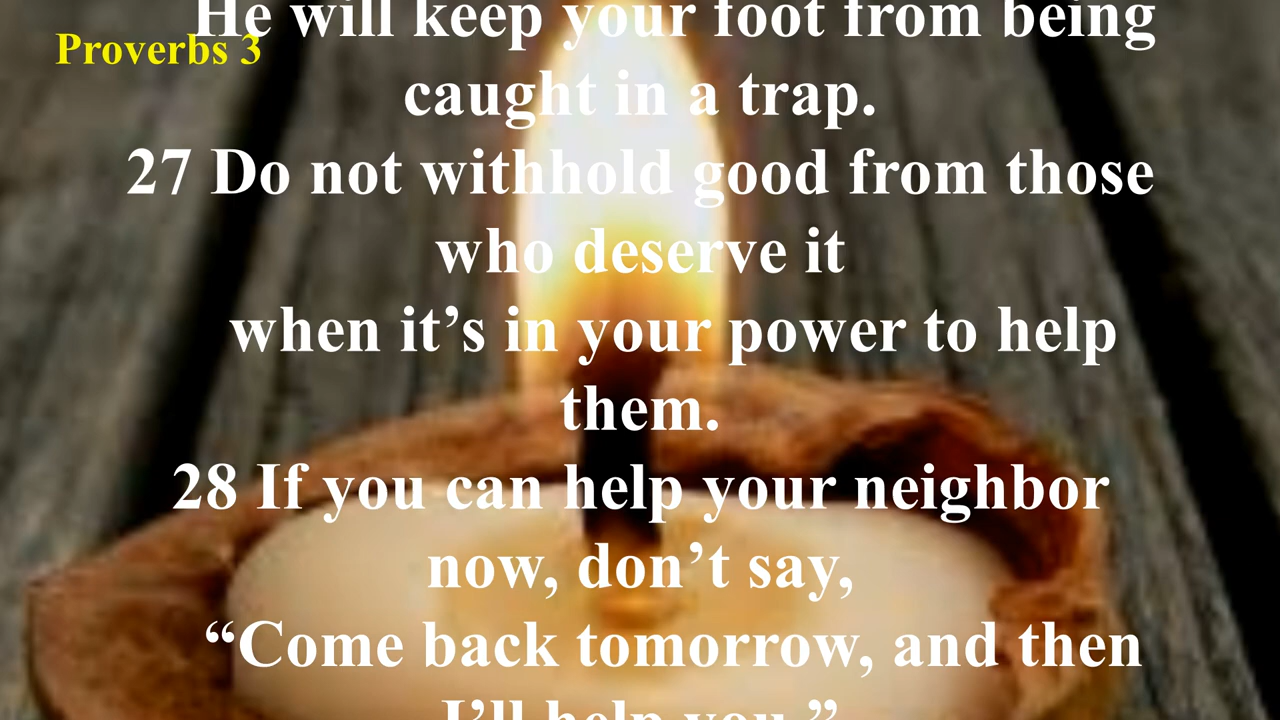 Proverbs 3
He will keep your foot from being
caught in a trap.
27 Do not withhold good from those
who deserve it
when it’s in your power to help
them.
28 If you can help your neighbor
now, don’t say,
“Come back tomorrow, and then
I’ll help you.”